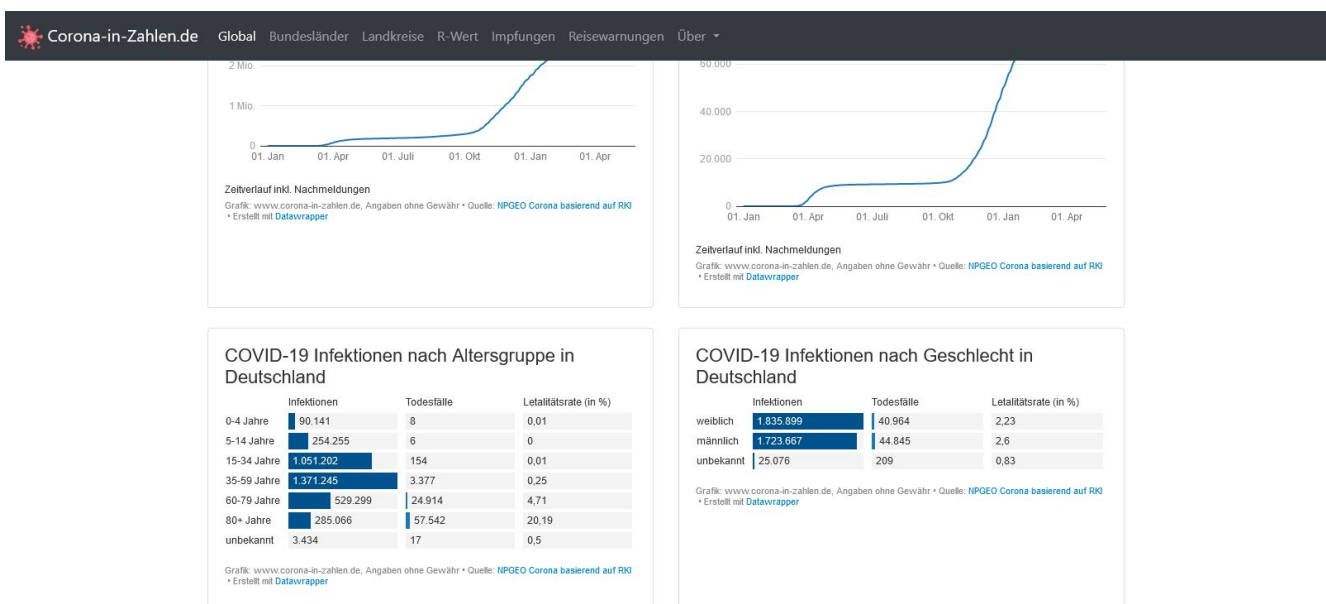 Corona-in-Zahlen.de Global Bundesländer Landkreise R-Wert Impfungen Reisewarnungen Über
2 Mio.
1 Mio.
0
01. Jan 01. Apr 01. Juli 01. Okt 01. Jan 01. Apr
Zeitverlauf inkl. Nachmeldungen
Grafik: www.corona-in-zahlen.de, Angaben ohne Gewähr • Quelle: NPGEO Corona basierend auf RKI
• Erstellt mit Datawrapper
60.000
40.000
20.000
0
01. Jan 01. Apr 01. Juli 01. Okt 01. Jan 01. Apr
Zeitverlauf inkl. Nachmeldungen
Grafik: www.corona-in-zahlen.de, Angaben ohne Gewähr • Quelle: NPGEO Corona basierend auf RKI
• Erstellt mit Datawrapper
COVID-19 Infektionen nach Altersgruppe in
Deutschland
Infektionen Todesfälle Letalitätsrate (in %)
0-4 Jahre 90.141 8 0,01
5-14 Jahre 254.255 6 0
15-34 Jahre 1.051.202 154 0,01
35-59 Jahre 1.371.245 3.377 0,25
60-79 Jahre 529.299 24.914 4,71
80+ Jahre 285.066 57.542 20,19
unbekannt 3.434 17 0,5
Grafik: www.corona-in-zahlen.de, Angaben ohne Gewähr • Quelle: NPGEO Corona basierend auf RKI
• Erstellt mit Datawrapper
COVID-19 Infektionen nach Geschlecht in
Deutschland
Infektionen Todesfälle Letalitätsrate (in %)
weiblich 1.835.899 40.964 2,23
männlich 1.723.667 44.845 2,6
unbekannt 25.076 209 0,83
Grafik: www.corona-in-zahlen.de, Angaben ohne Gewähr • Quelle: NPGEO Corona basierend auf RKI
• Erstellt mit Datawrapper